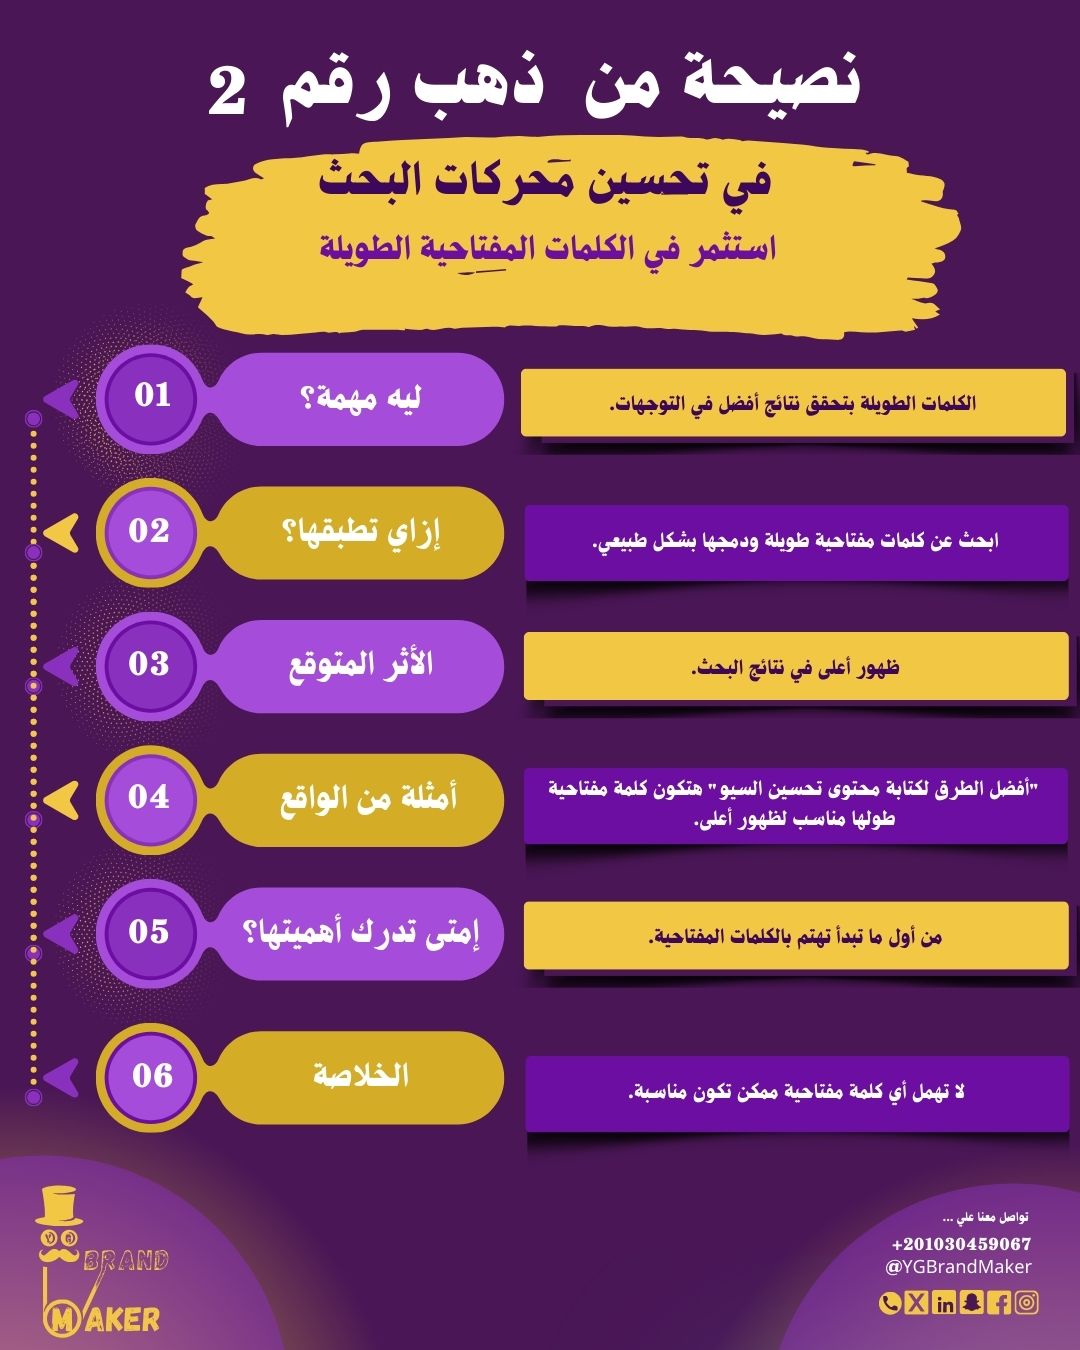 نصيحة من ذهب رقم 2
في تحسين محركات البحث
استثمر في الكلمات المفتاحية الطويلة
01
ليه مهمة؟
الكلمات الطويلة بتحقق نتائج أفضل في التوجهات.
02
إزاي تطبقها؟
ابحث عن كلمات مفتاحية طويلة ودمجها بشكل طبيعي.
03
الأثر المتوقع
ظهور أعلى في نتائج البحث.
04
أمثلة من الواقع
"أفضل الطرق لكتابة محتوى تحسين السيو" هتكون كلمة مفتاحية
طولها مناسب لظهور أعلى.
05
إمتى تدرك أهميتها؟
من أول ما تبدأ تهتم بالكلمات المفتاحية.
06
الخلاصة
لا تهمل أي كلمة مفتاحية ممكن تكون مناسبة.
BRAND
MAKER
تواصل معنا علي ...
+201030459067
@YGBrandMaker